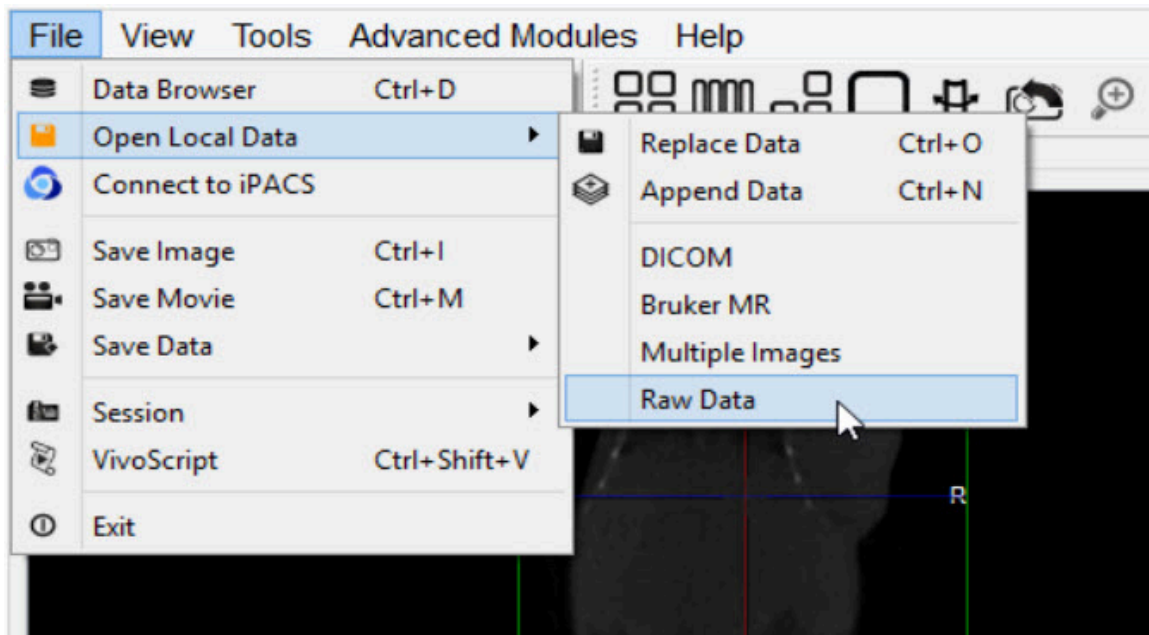 File View Tools Advanced Modules Help
Data Browser Ctrl+D
Open Local Data
Connect to iPACS
Save Image Ctrl+I
Save Movie Ctrl+M
Save Data
Session
VivoScript Ctrl+Shift+V
Exit
Replace Data Ctrl+O
Append Data Ctrl+N
DICOM
Bruker MR
Multiple Images
Raw Data
R